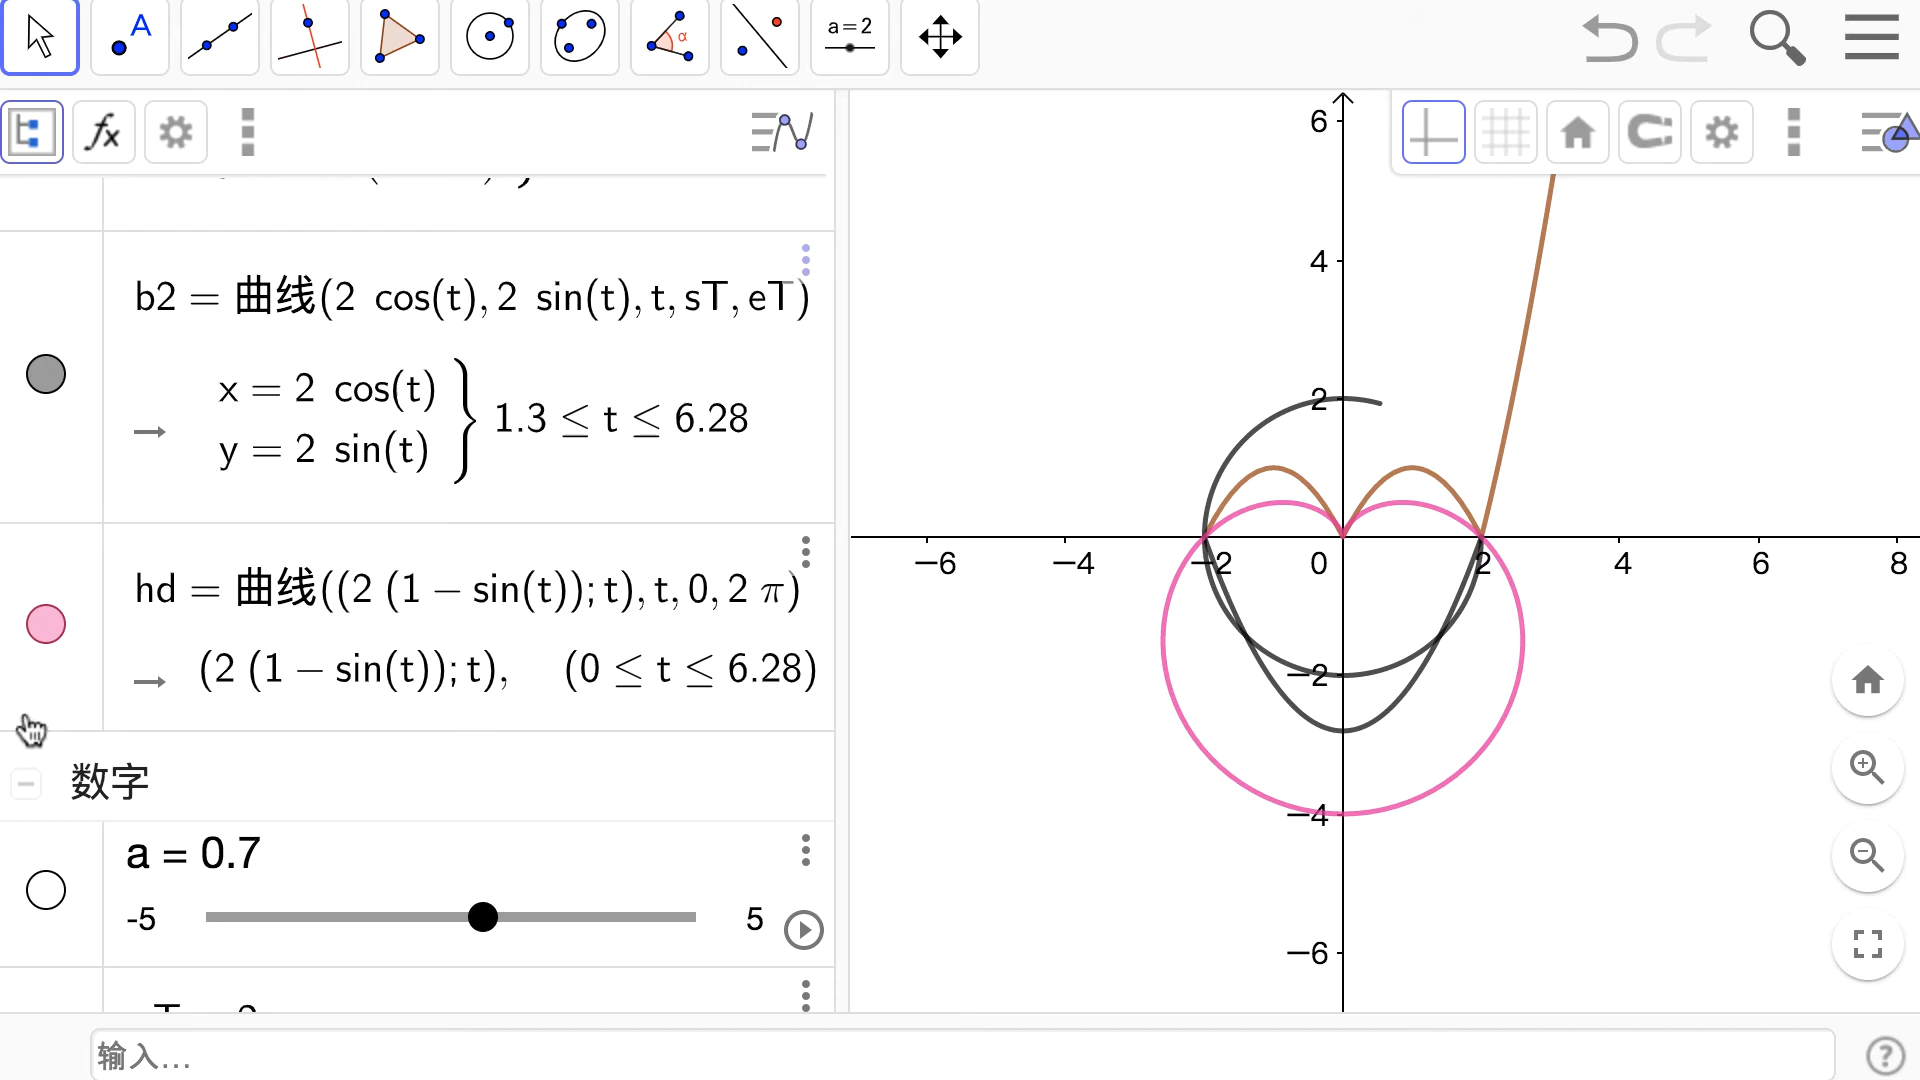 A
α
a=2
fx
b2 = 曲线(2 cos(t), 2 sin(t), t, sT, eT)
x = 2 cos(t)
y = 2 sin(t)
1.3 ≤ t ≤ 6.28
hd = 曲线((2 (1 − sin(t)); t), t, 0, 2 π)
(2 (1 − sin(t)); t), (0 ≤ t ≤ 6.28)
数字
a = 0.7
-5 5
6
4
2
−6 −4 −2 0 2 4 6 8
−2
−4
−6
输入…
?